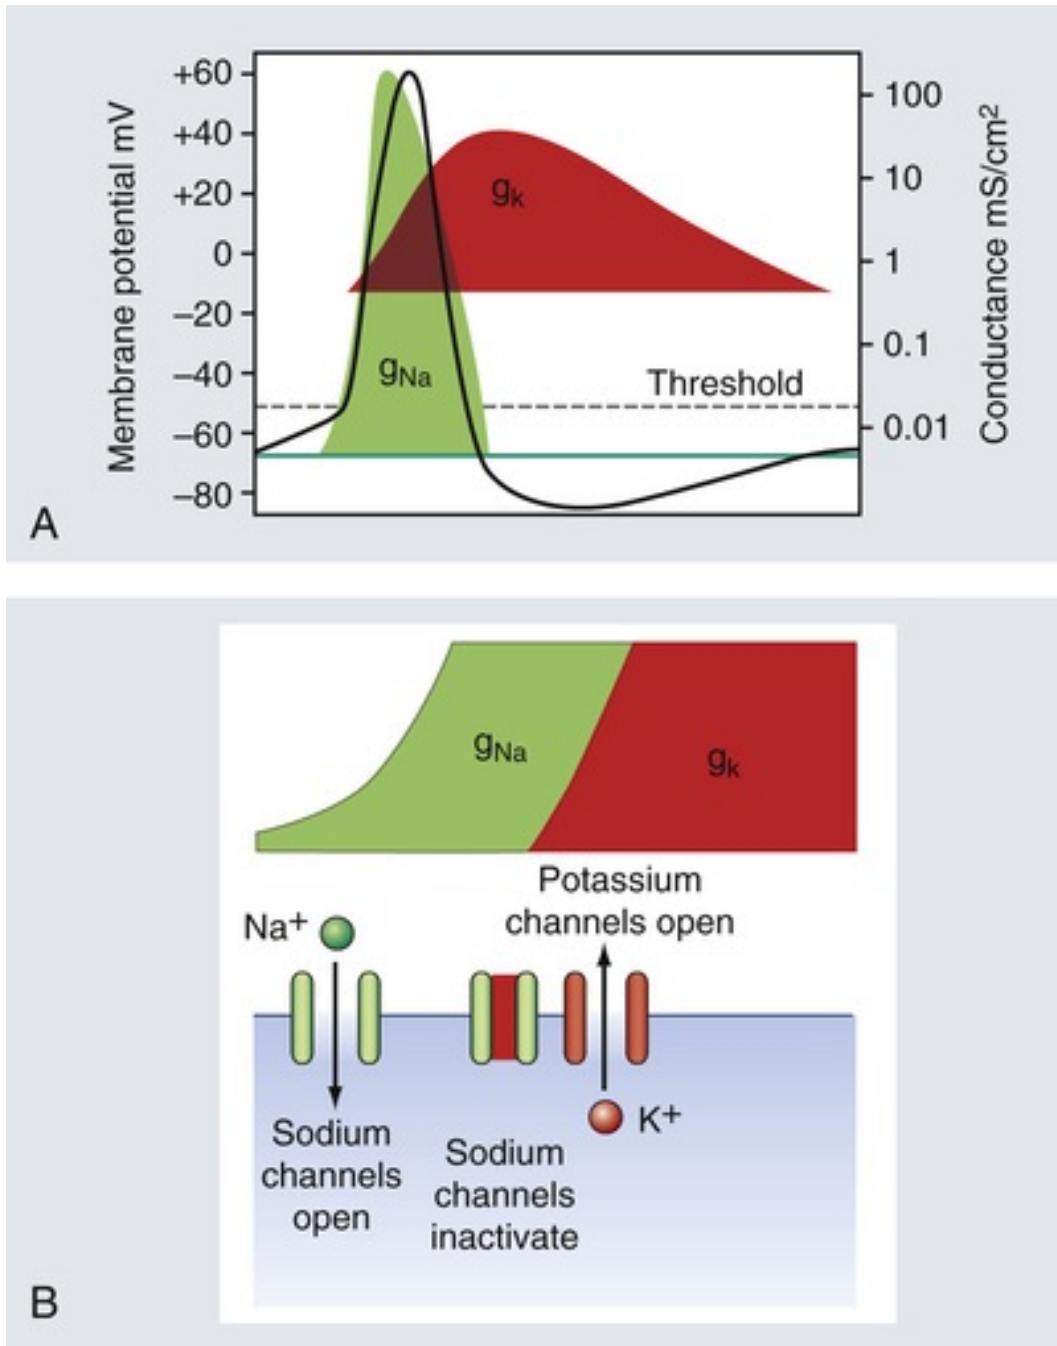 Membrane potential mV
+60
+40
+20
0
–20
–40
–60
–80
gk
gNa
Threshold
100
10
1
0.1
0.01
Conductance mS/cm²
A
gNa
gk
Potassium
channels open
Na+
K+
Sodium
channels
open
Sodium
channels
inactivate
B